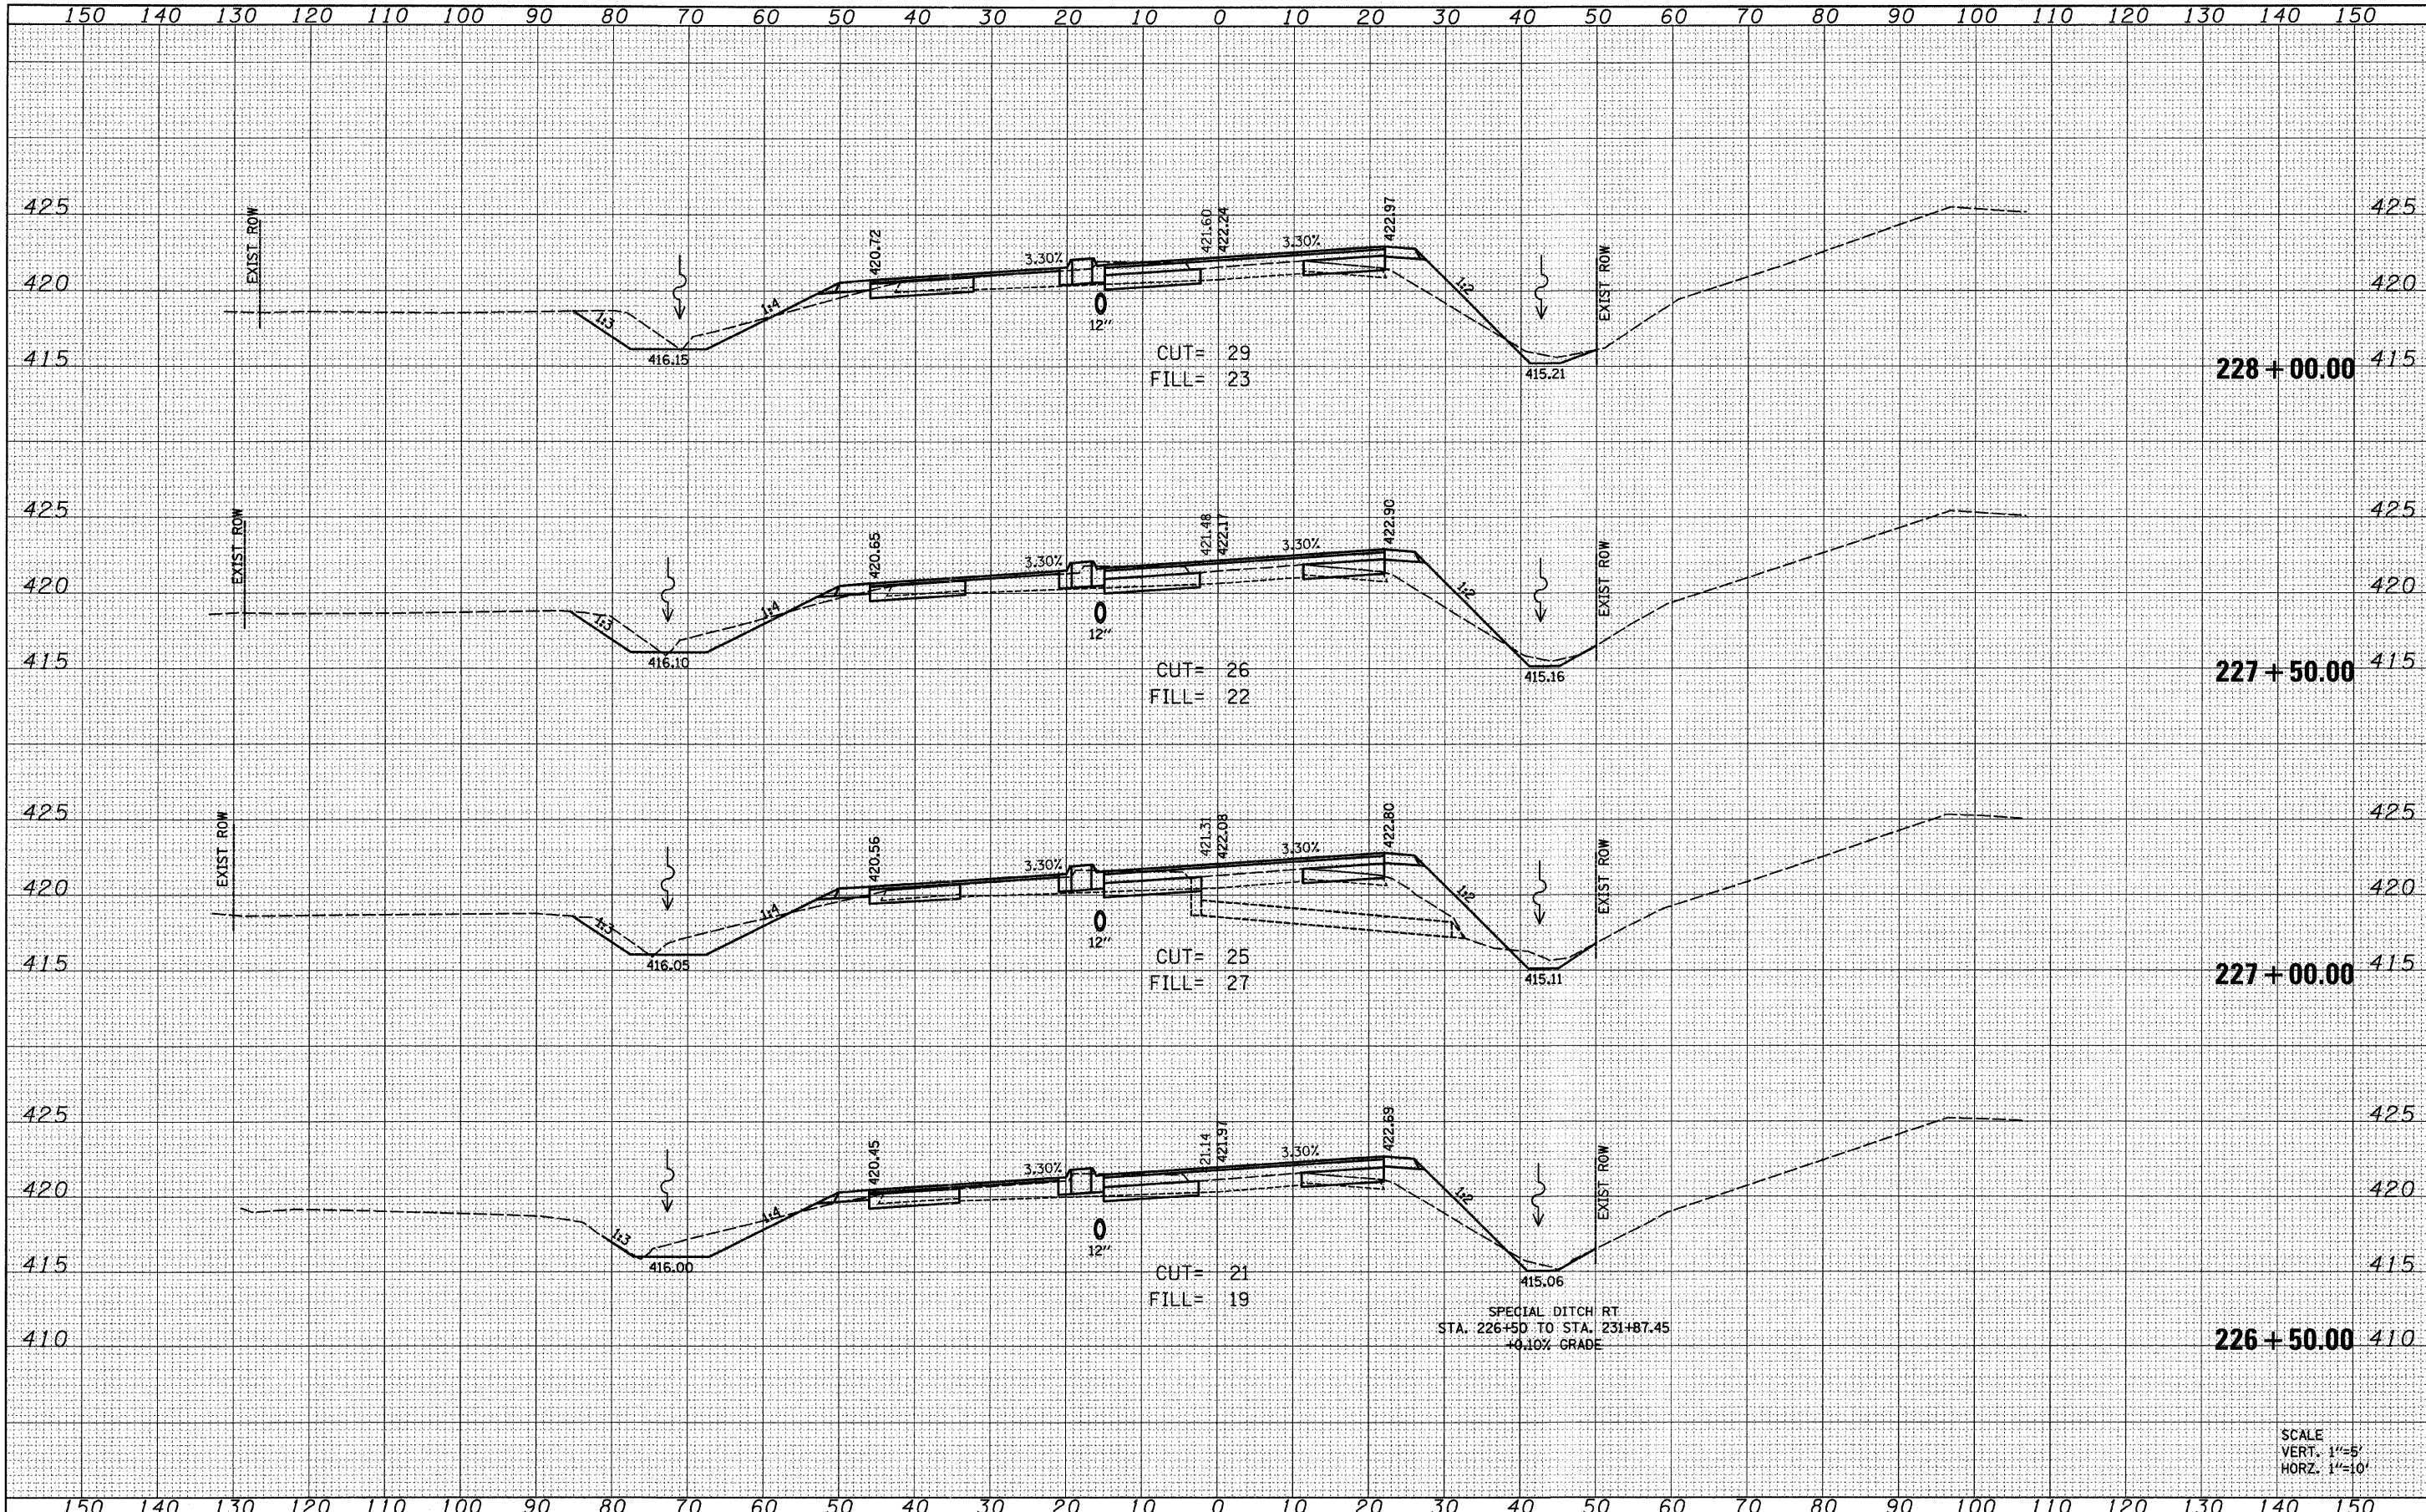 150 140 130 120 110 100 90 80 70 60 50 40 30 20 10 0 10 20 30 40 50 60 70 80 90 100 110 120 130 140 150
425 425
EXIST ROW
420.72
3.30%
421.60
422.24
3.30%
422.97
EXIST ROW
420 420
1:3
1:4
12"
1:2
416.15
CUT= 29
FILL= 23
415.21
415 228+00.00 415
425 425
EXIST ROW
420.65
3.30%
421.48
422.17
3.30%
422.90
EXIST ROW
420 420
1:3
1:4
12"
1:2
416.10
CUT= 26
FILL= 22
415.16
415 227+50.00 415
425 425
EXIST ROW
420.56
3.30%
421.31
422.08
3.30%
422.80
EXIST ROW
420 420
1:3
1:4
12"
1:2
416.05
CUT= 25
FILL= 27
415.11
415 227+00.00 415
425 425
420.45
3.30%
21.14
421.97
3.30%
422.69
EXIST ROW
420 420
1:3
1:4
12"
1:2
416.00
CUT= 21
FILL= 19
415.06
415 415
SPECIAL DITCH RT
STA. 226+50 TO STA. 231+87.45
+0.10% GRADE
410 226+50.00 410
SCALE
VERT. 1"=5'
HORZ. 1"=10'
150 140 130 120 110 100 90 80 70 60 50 40 30 20 10 0 10 20 30 40 50 60 70 80 90 100 110 120 130 140 150